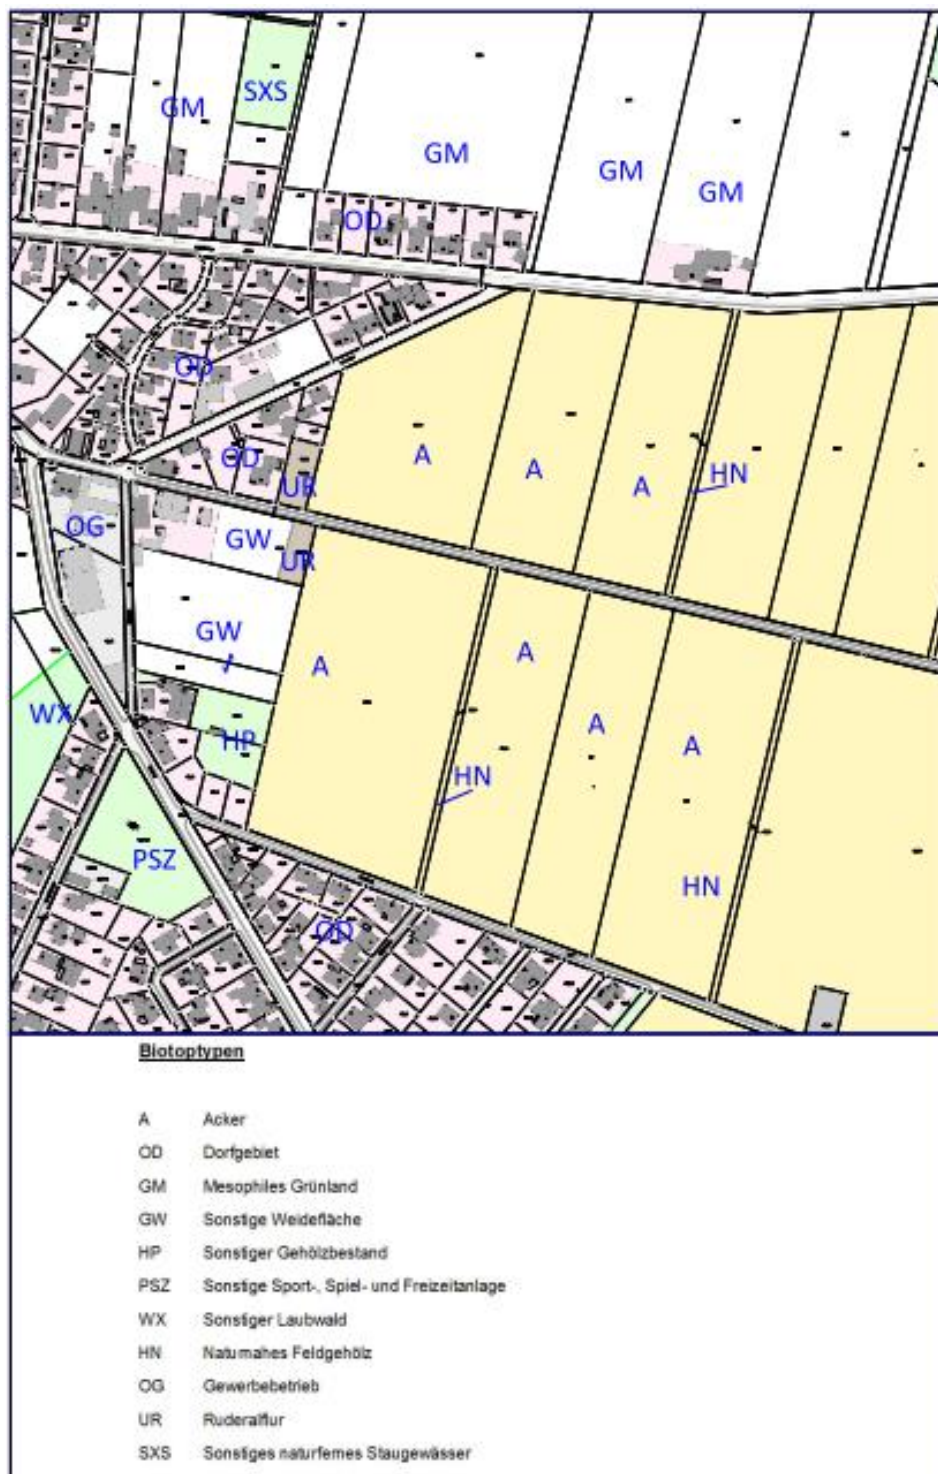 SXS
GM
GM
GM
GM
OD
OD
A
OD
A
HN
UR
A
OG
GW
UR
GW
A
A
WX
A
HP
A
HN
PSZ
HN
OD
Biotoptypen
A Acker
OD Dorfgebiet
GM Mesophiles Grünland
GW Sonstige Weidefläche
HP Sonstiger Gehölzbestand
PSZ Sonstige Sport-, Spiel- und Freizeitanlage
WX Sonstiger Laubwald
HN Naturnahes Feldgehölz
OG Gewerbebetrieb
UR Ruderalflur
SXS Sonstiges naturfernes Staugewässer